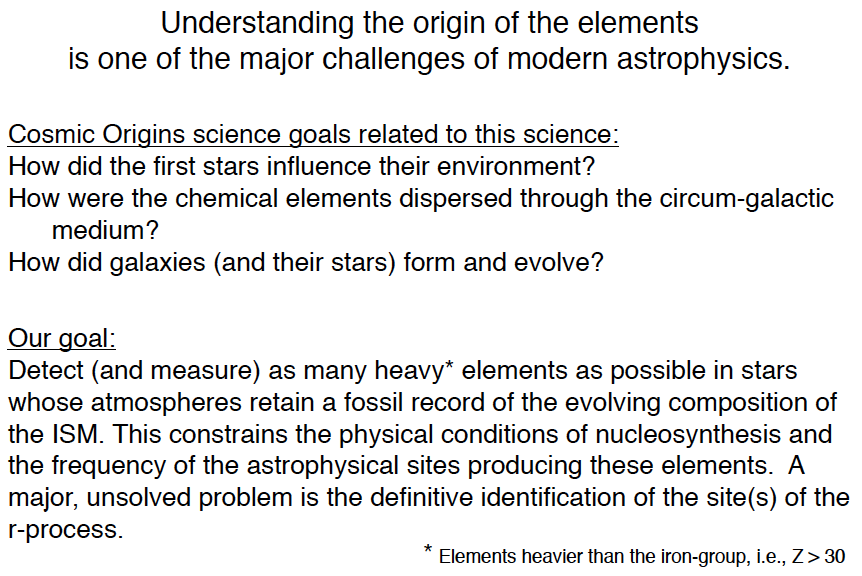 Understanding the origin of the elements
is one of the major challenges of modern astrophysics.
Cosmic Origins science goals related to this science:
How did the first stars influence their environment?
How were the chemical elements dispersed through the circum-galactic
medium?
How did galaxies (and their stars) form and evolve?
Our goal:
Detect (and measure) as many heavy* elements as possible in stars
whose atmospheres retain a fossil record of the evolving composition of
the ISM. This constrains the physical conditions of nucleosynthesis and
the frequency of the astrophysical sites producing these elements.  A
major, unsolved problem is the definitive identification of the site(s) of the
r-process.
* Elements heavier than the iron-group, i.e., Z > 30